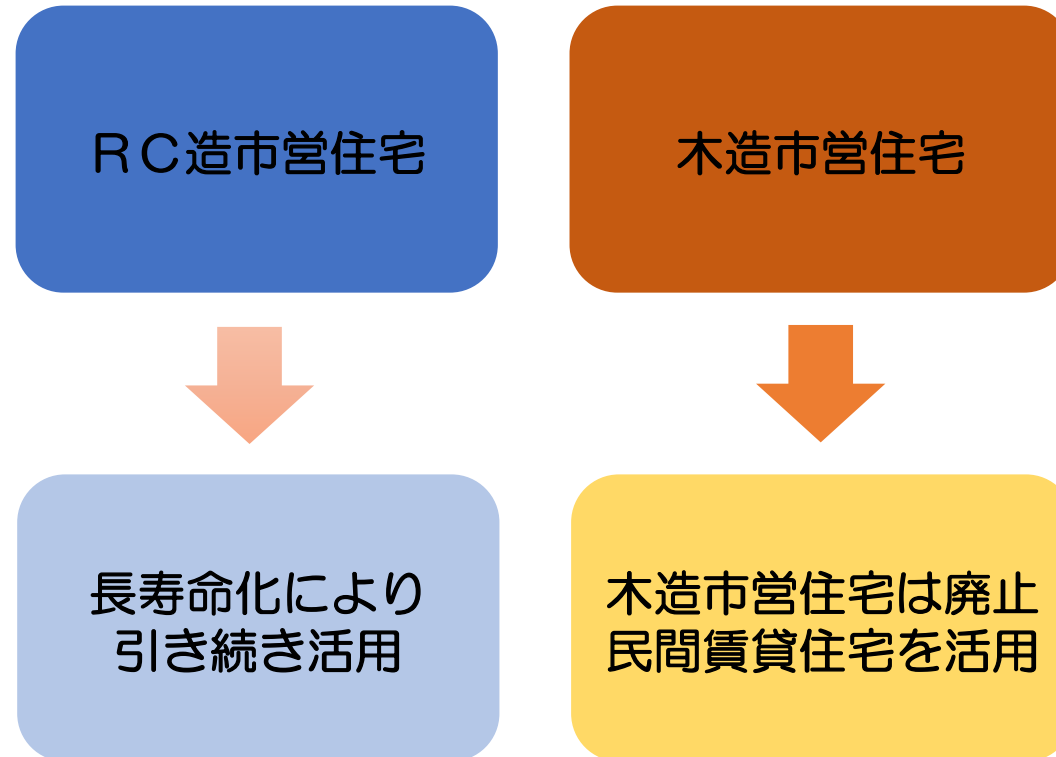 ＲＣ造市営住宅
木造市営住宅
長寿命化により
引き続き活用
木造市営住宅は廃止
民間賃貸住宅を活用